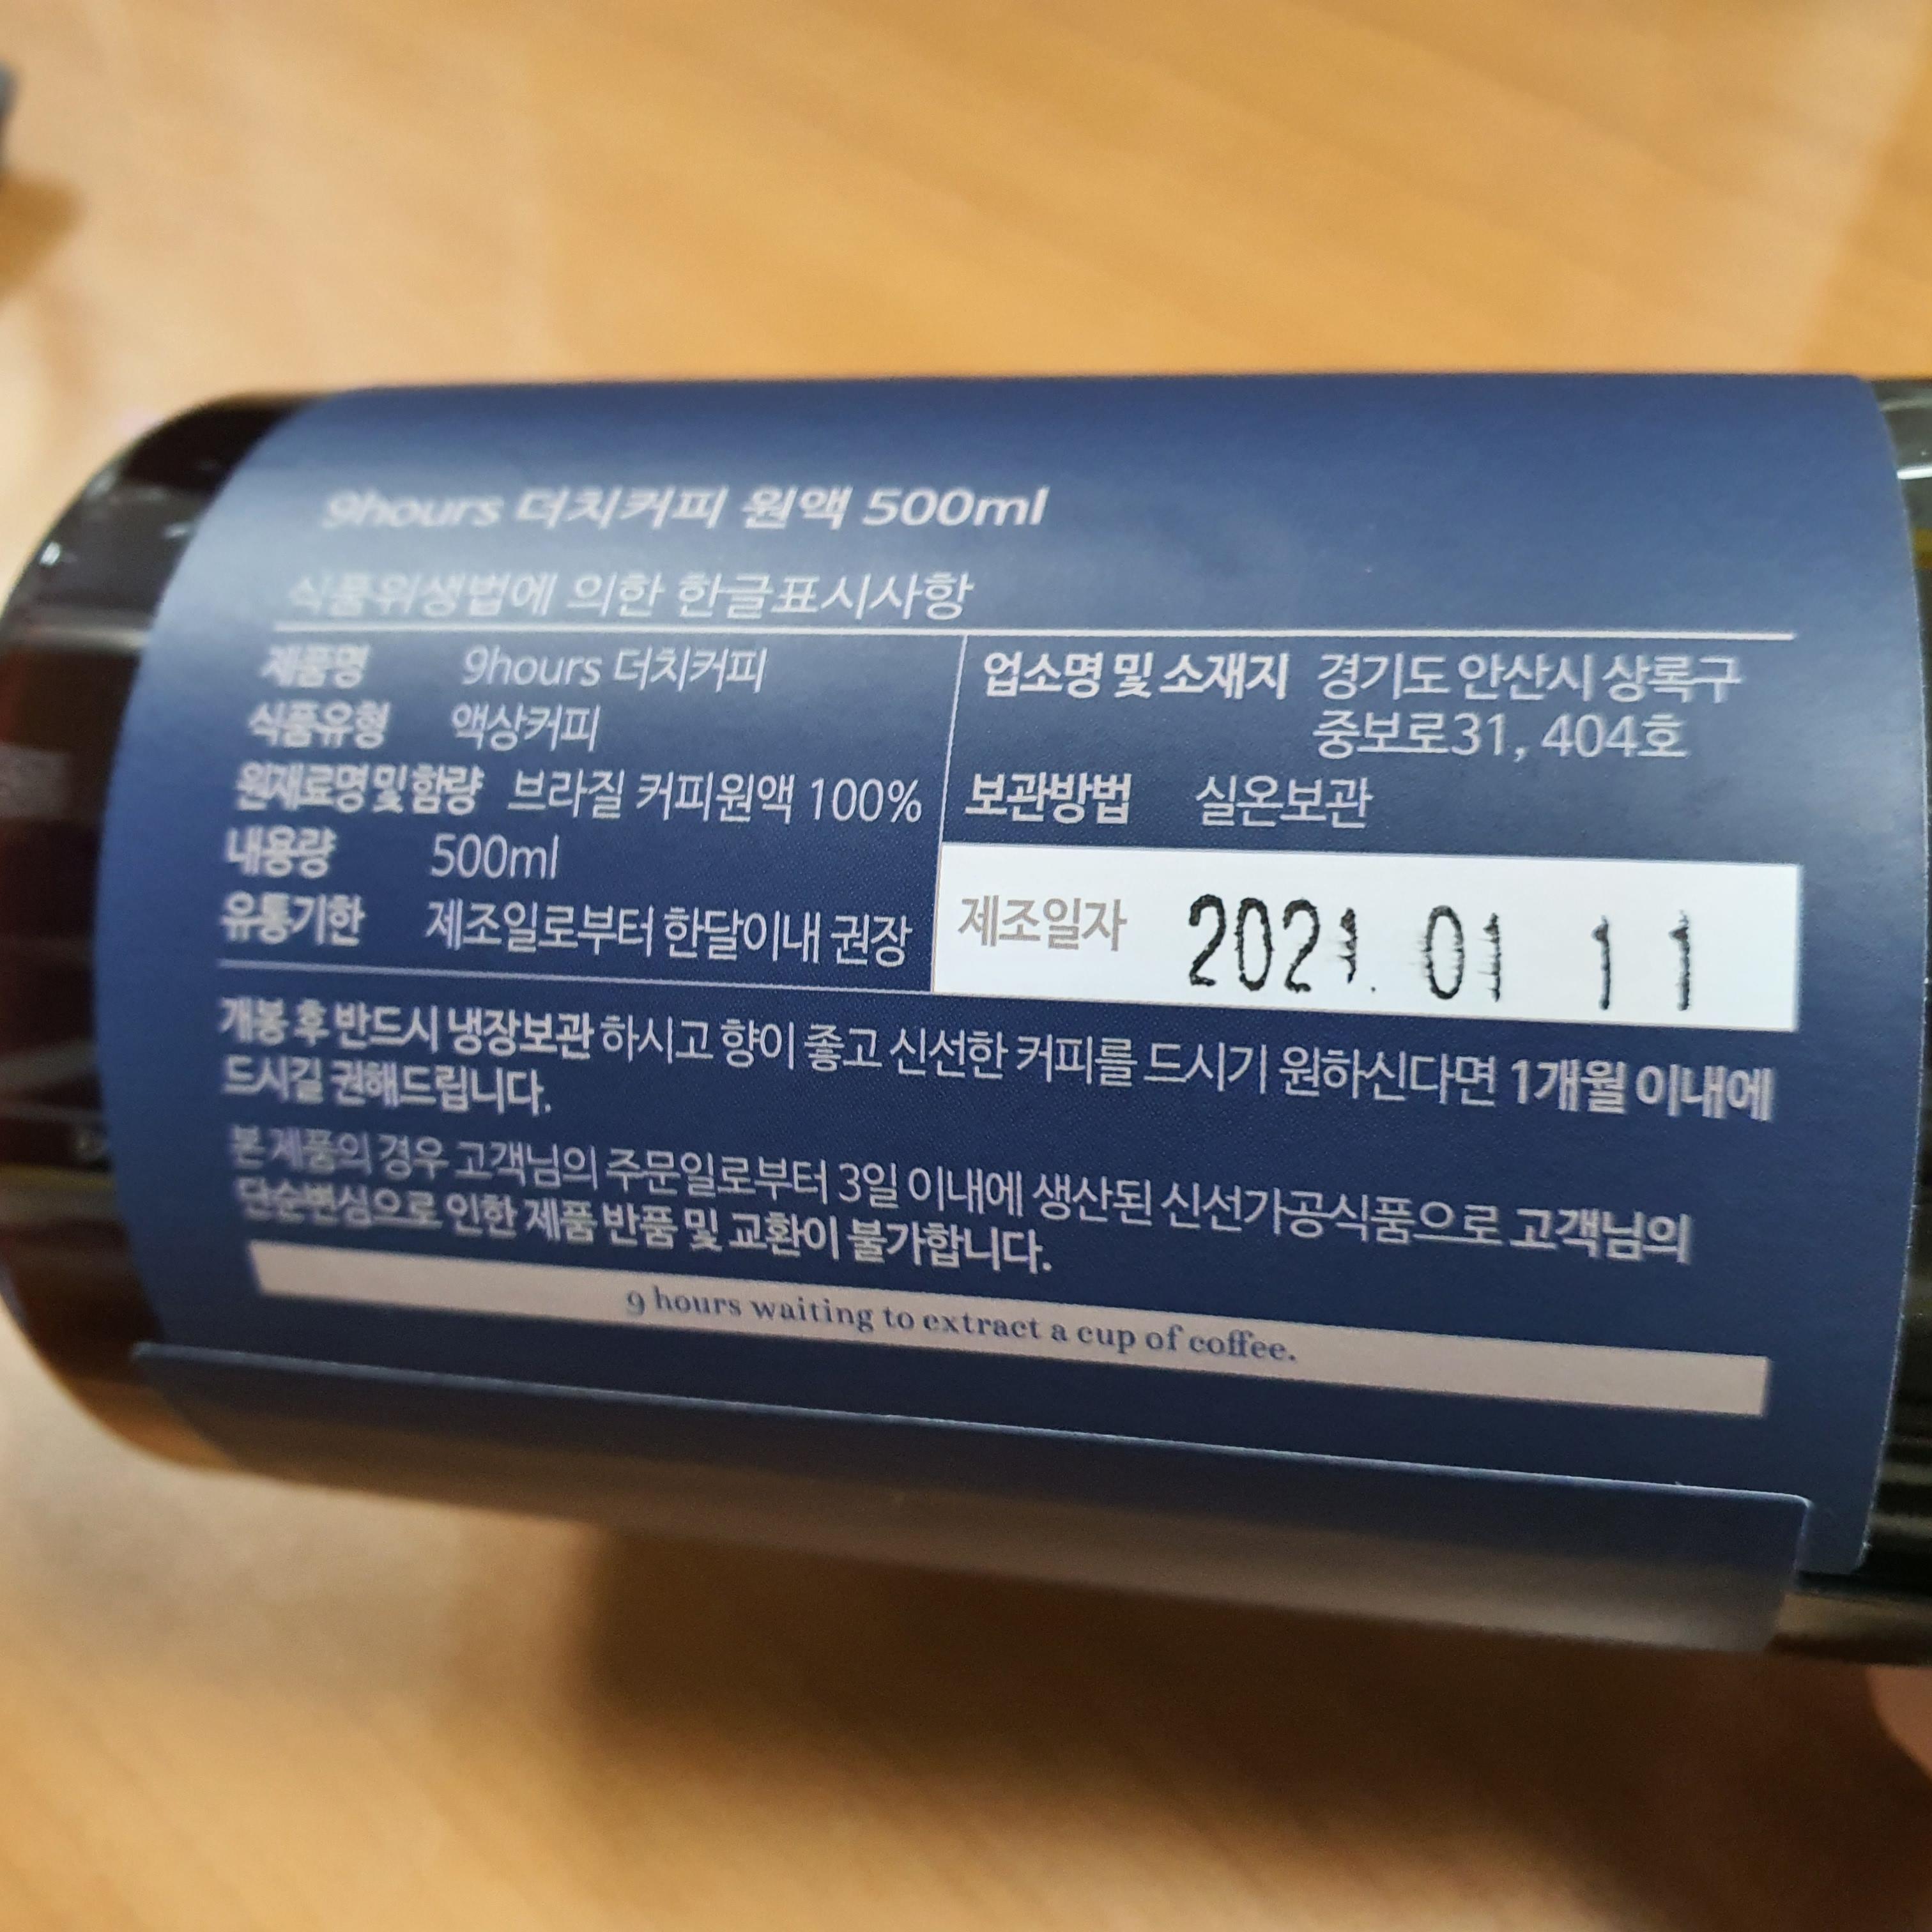 9hours 더치커피 원액 500ml
식품위생법에 의한 한글표시사항
제품명 9hours 더치커피
식품유형 액상커피
원재료명및함량 브라질 커피원액 100%
내용량 500ml
유통기한 제조일로부터 한달이내 권장
업소명 및 소재지 경기도 안산시 상록구
중보로31, 404호
보관방법 실온보관
제조일자 2021. 01 11
개봉 후 반드시 냉장보관 하시고 향이 좋고 신선한 커피를 드시기 원하신다면 1개월 이내에
드시길 권해드립니다.
본 제품의 경우 고객님의 주문일로부터 3일 이내에 생산된 신선가공식품으로 고객님의
단순변심으로 인한 제품 반품 및 교환이 불가합니다.
9 hours waiting to extract a cup of coffee.